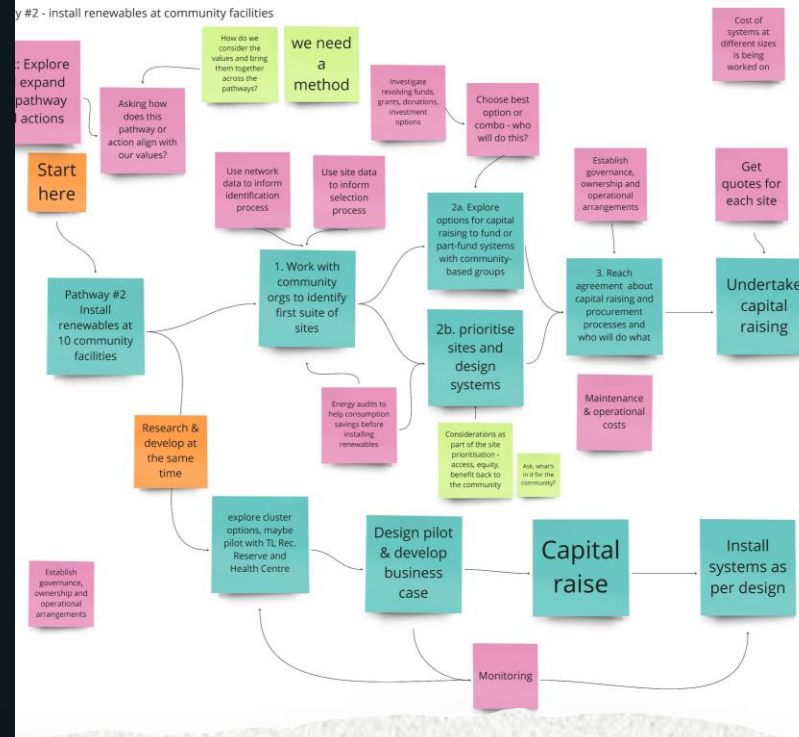 y #2 - install renewables at community facilities
: Explore
expand
pathway
actions
Asking how
does this
pathway or
action align with
our values?
How do we
consider the
values and bring
them together
across the
pathways?
we need
a
method
Investigate
revolving funds,
grants, donations,
investment
options
Choose best
option or
combo - who
will do this?
Cost of
systems at
different sizes
is being
worked on
Start
here
Use network
data to inform
identification
process
Use site data
to inform
selection
process
Establish
governance,
ownership and
operational
arrangements
Get
quotes for
each site
Pathway #2
Install
renewables at
10 community
facilities
1. Work with
community
orgs to identify
first suite of
sites
2a. Explore
options for capital
raising to fund or
part-fund systems
with community-
based groups
2b. prioritise
sites and
design
systems
3. Reach
agreement about
capital raising and
procurement
processes and
who will do what
Undertake
capital
raising
Energy audits to
help consumption
savings before
installing
renewables
Maintenance
& operational
costs
Considerations as
part of the site
prioritisation -
access, equity,
benefit back to
the community
Ask, what's
in it for the
community?
Research &
develop at
the same
time
explore cluster
options, maybe
pilot with TL Rec.
Reserve and
Health Centre
Design pilot
& develop
business
case
Capital
raise
Install
systems as
per design
Establish
governance,
ownership and
operational
arrangements
Monitoring